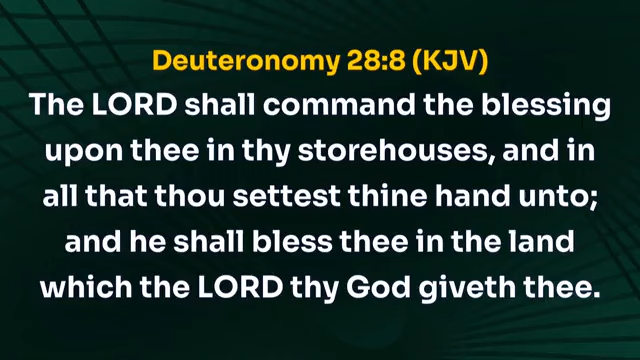 Deuteronomy 28:8 (KJV)
The LORD shall command the blessing
upon thee in thy storehouses, and in
all that thou settest thine hand unto;
and he shall bless thee in the land
which the LORD thy God giveth thee.